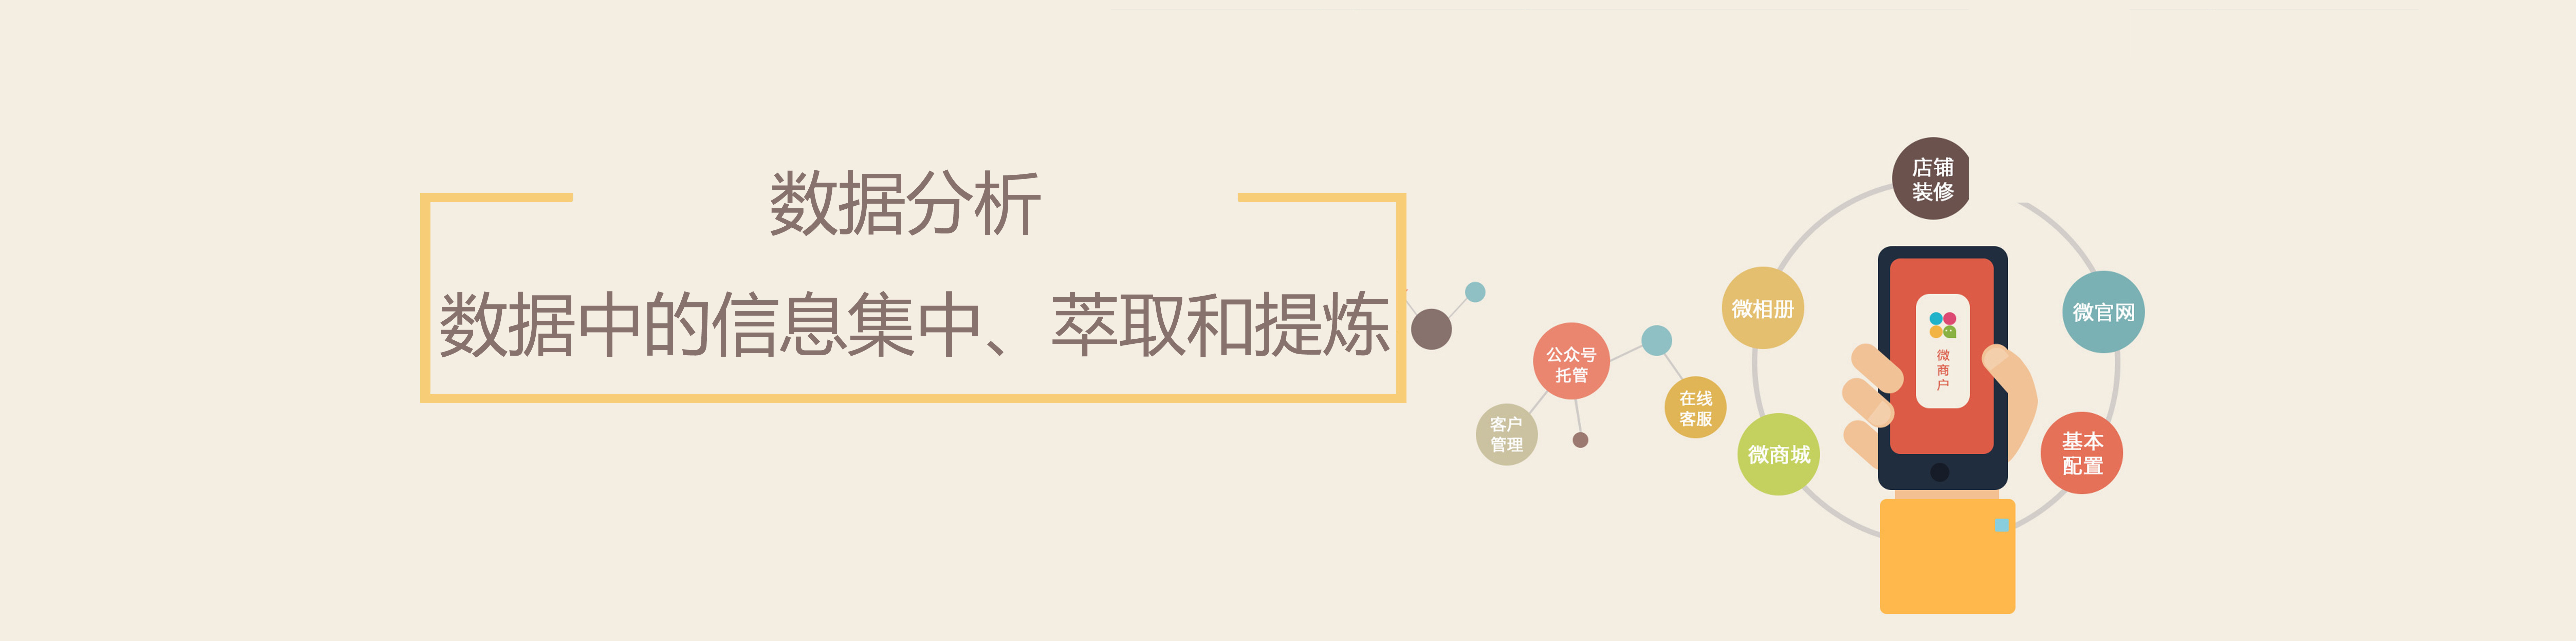 数据分析
数据中的信息集中、萃取和提炼
公众号
托管
客户
管理
在线
客服
店铺
装修
微相册
微官网
微商城
基本
配置
微
商
户